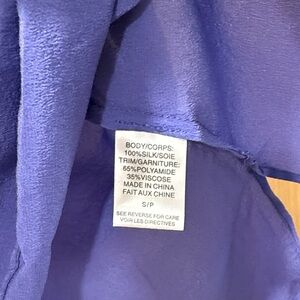 BODY/CORPS:
100%SILK/SOIE
TRIM/GARNITURE:
65%POLYAMIDE
35%VISCOSE
MADE IN CHINA
FAIT AUX CHINE
S/P
SEE REVERSE FOR CARE
VOIR LES DIRECTIVES